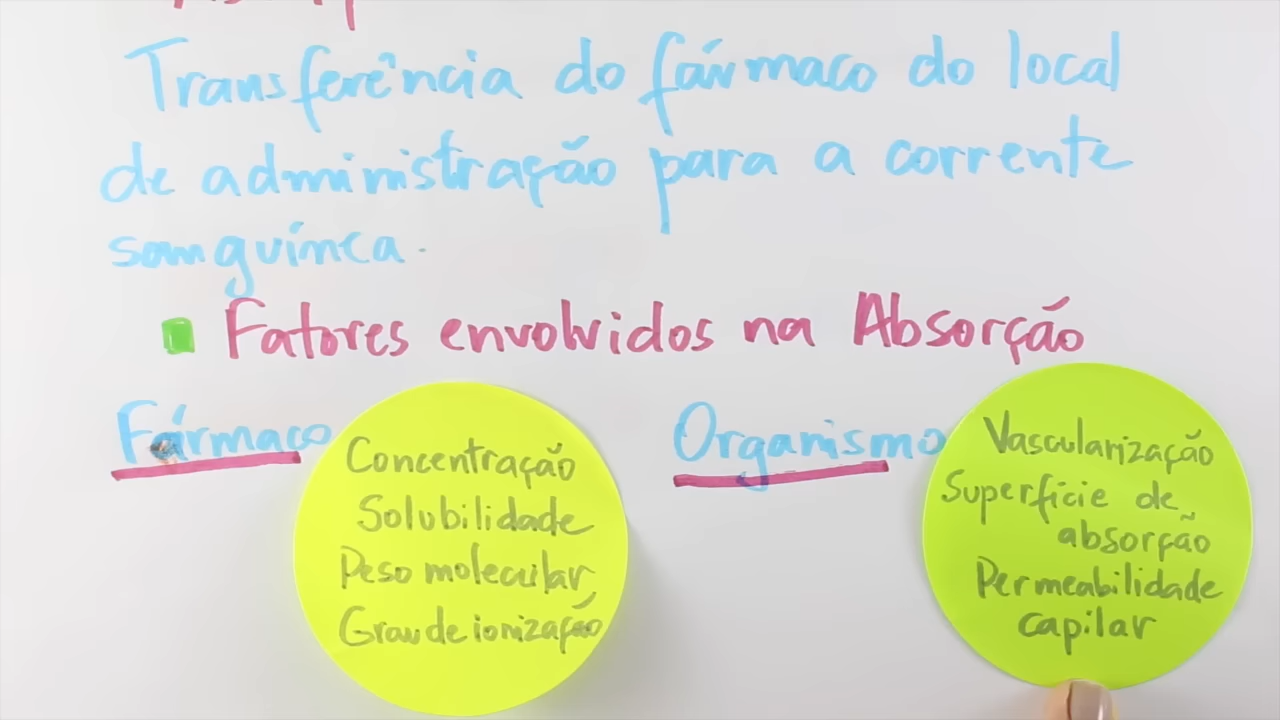 Transferência do fármaco do local
de administração para a corrente
sanguínea.
Fatores envolvidos na Absorção
Fármaco
Concentração
Solubilidade
Peso molecular
Grau de ionização
Organismo
Vascularização
Superfície de
absorção
Permeabilidade
capilar